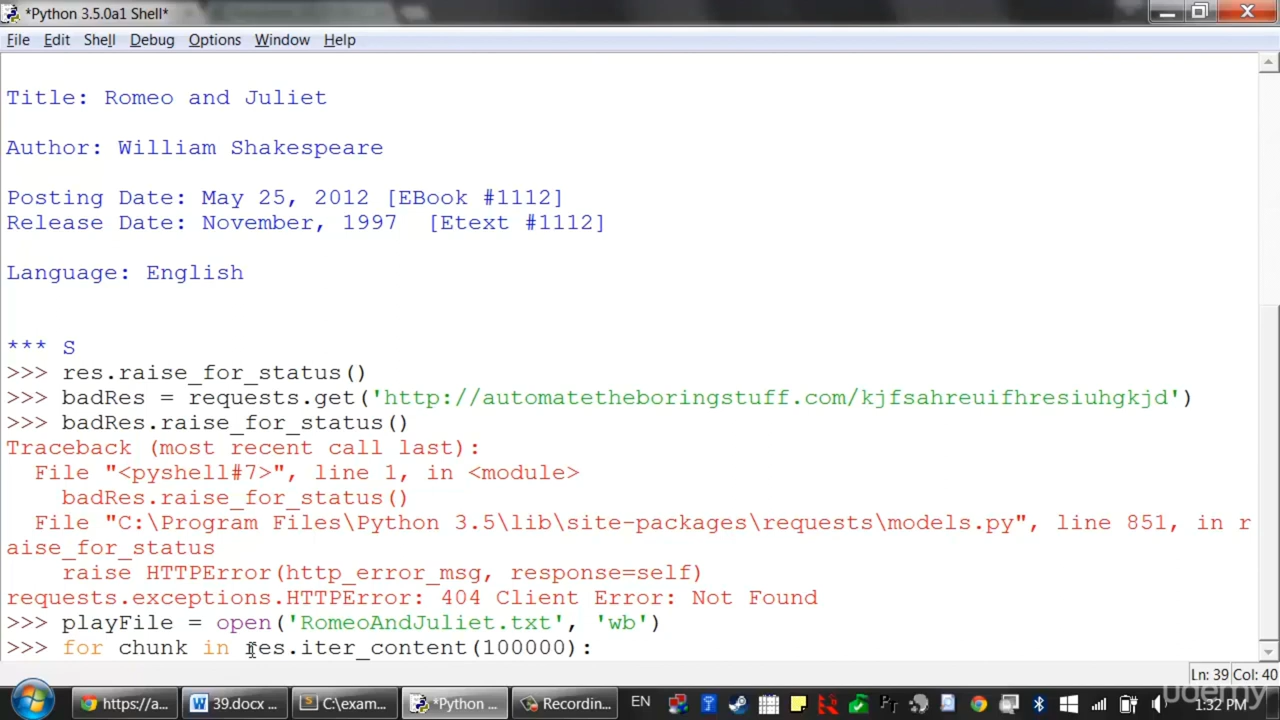 *Python 3.5.0a1 Shell*
File Edit Shell Debug Options Window Help
Title: Romeo and Juliet
Author: William Shakespeare
Posting Date: May 25, 2012 [EBook #1112]
Release Date: November, 1997  [Etext #1112]
Language: English
*** S
>>> res.raise_for_status()
>>> badRes = requests.get('http://automatetheboringstuff.com/kjfsahreuifhresiuhgkjd')
>>> badRes.raise_for_status()
Traceback (most recent call last):
  File "<pyshell#7>", line 1, in <module>
    badRes.raise_for_status()
  File "C:\Program Files\Python 3.5\lib\site-packages\requests\models.py", line 851, in r
aise_for_status
    raise HTTPError(http_error_msg, response=self)
requests.exceptions.HTTPError: 404 Client Error: Not Found
>>> playFile = open('RomeoAndJuliet.txt', 'wb')
>>> for chunk in res.iter_content(100000):
Ln: 39 Col: 40
https://a... 39.docx ... C:\exam... *Python ... Recordin... EN 1:32 PM
udemy